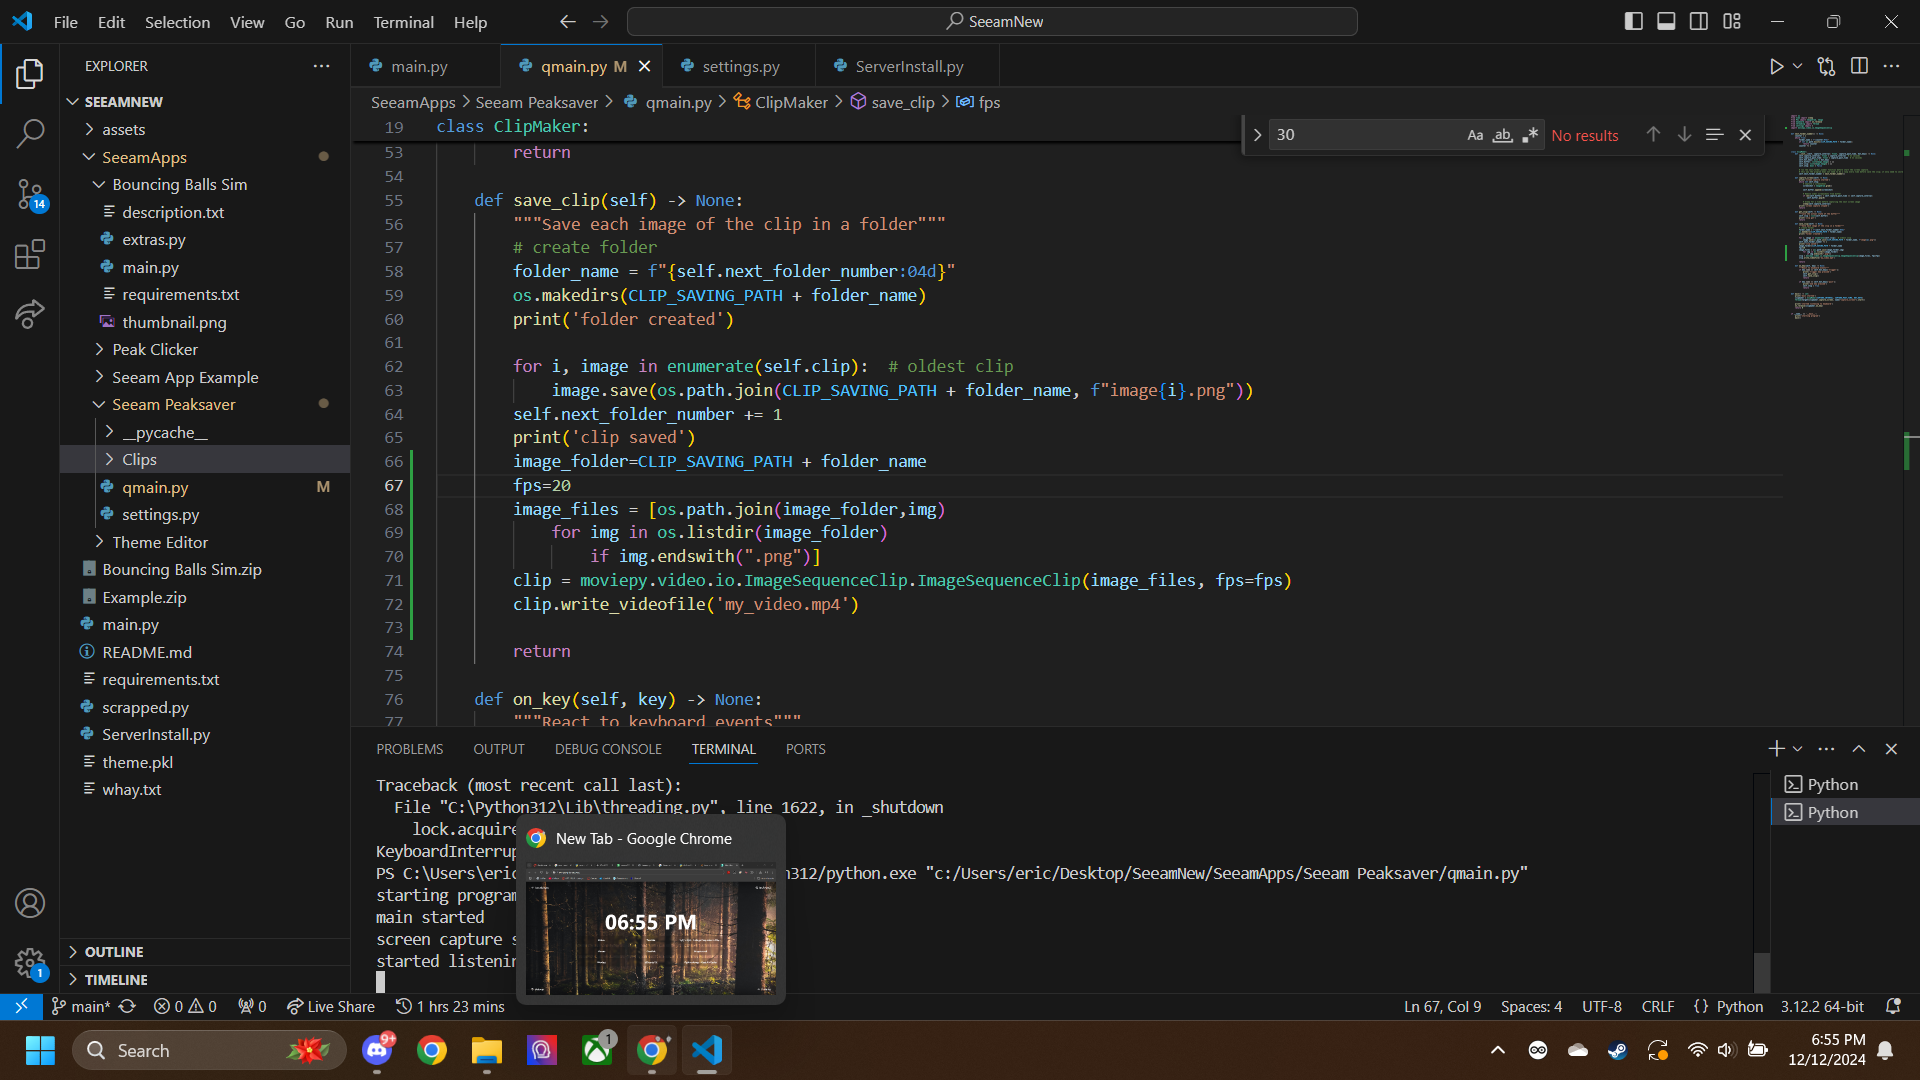 File Edit Selection View Go Run Terminal Help
SeeamNew
EXPLORER
SEEAMNEW
assets
SeeamApps
Bouncing Balls Sim
description.txt
extras.py
main.py
requirements.txt
thumbnail.png
Peak Clicker
Seeam App Example
Seeam Peaksaver
__pycache__
Clips
qmain.py M
settings.py
Theme Editor
Bouncing Balls Sim.zip
Example.zip
main.py
README.md
requirements.txt
scrapped.py
ServerInstall.py
theme.pkl
whay.txt
OUTLINE
TIMELINE
14
1
main.py
qmain.py M
settings.py
ServerInstall.py
SeeamApps > Seeam Peaksaver > qmain.py > ClipMaker > save_clip > fps
30
Aa ab
No results
19 class ClipMaker:
53 return
54
55 def save_clip(self) -> None:
56 """Save each image of the clip in a folder"""
57 # create folder
58 folder_name = f"{self.next_folder_number:04d}"
59 os.makedirs(CLIP_SAVING_PATH + folder_name)
60 print('folder created')
61
62 for i, image in enumerate(self.clip):  # oldest clip
63 image.save(os.path.join(CLIP_SAVING_PATH + folder_name, f"image{i}.png"))
64 self.next_folder_number += 1
65 print('clip saved')
66 image_folder=CLIP_SAVING_PATH + folder_name
67 fps=20
68 image_files = [os.path.join(image_folder,img)
69 for img in os.listdir(image_folder)
70 if img.endswith(".png")]
71 clip = moviepy.video.io.ImageSequenceClip.ImageSequenceClip(image_files, fps=fps)
72 clip.write_videofile('my_video.mp4')
73
74 return
75
76 def on_key(self, key) -> None:
77 """React to keyboard events"""
PROBLEMS OUTPUT DEBUG CONSOLE TERMINAL PORTS
Traceback (most recent call last):
File "C:\Python312\Lib\threading.py", line 1622, in _shutdown
lock.acquire
KeyboardInterrup
PS C:\Users\eric
n312/python.exe "c:/Users/eric/Desktop/SeeamNew/SeeamApps/Seeam Peaksaver/qmain.py"
starting program
main started
screen capture s
started listenin
New Tab - Google Chrome
06:55 PM
Python
Python
main* 0 0 0 Live Share 1 hrs 23 mins
Ln 67, Col 9 Spaces: 4 UTF-8 CRLF { } Python 3.12.2 64-bit
Search
9+
1
6:55 PM
12/12/2024